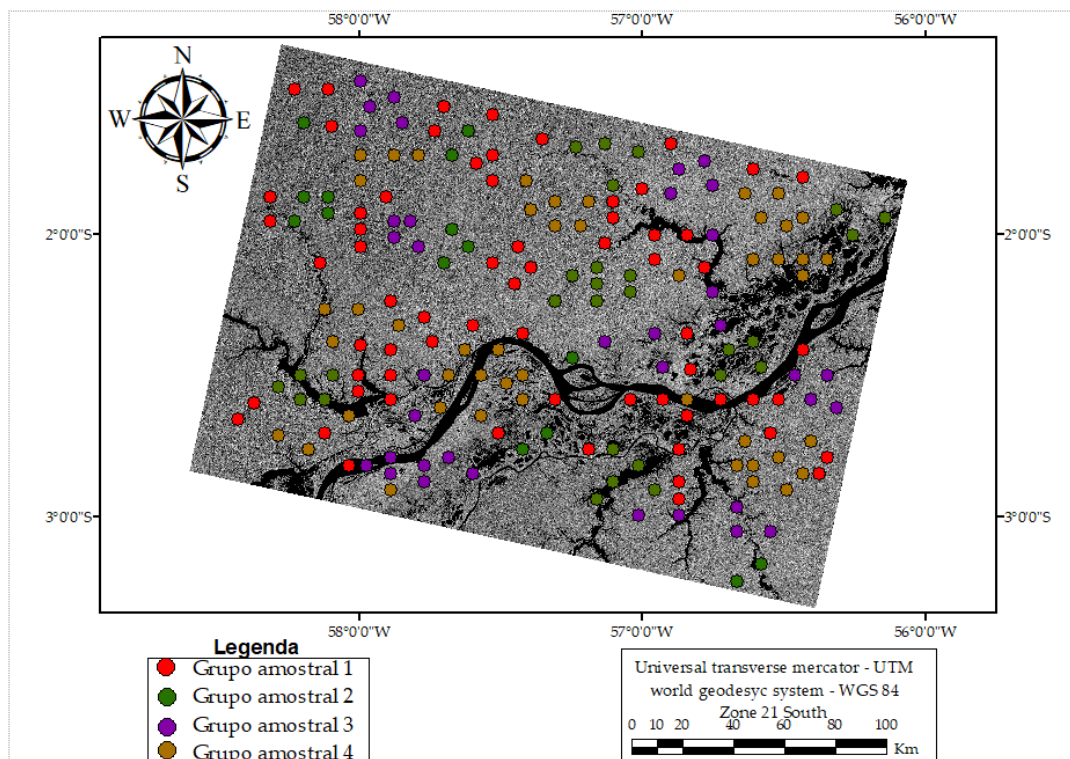 58°0'0"W 57°0'0"W 56°0'0"W
N
W E
S
2°0'0"S 2°0'0"S
3°0'0"S 3°0'0"S
58°0'0"W 57°0'0"W 56°0'0"W
Legenda
Grupo amostral 1
Grupo amostral 2
Grupo amostral 3
Grupo amostral 4
Universal transverse mercator - UTM
world geodesyc system - WGS 84
Zone 21 South
0 10 20 40 60 80 100
Km